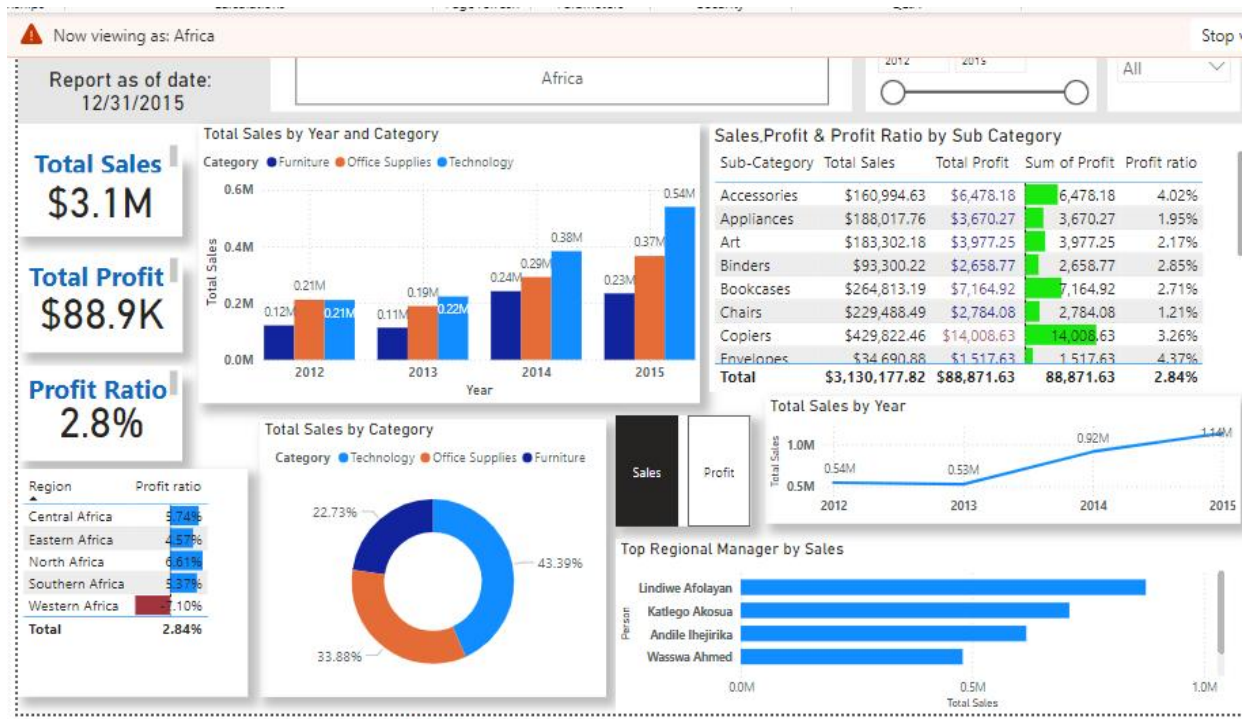 Now viewing as: Africa
Stop
Report as of date:
12/31/2015
Africa
2012 2015
All
Total Sales
$3.1M
Total Profit
$88.9K
Profit Ratio
2.8%
Total Sales by Year and Category
Category Furniture Office Supplies Technology
Total Sales
0.6M
0.4M
0.2M
0.0M
0.12M 0.21M 0.21M
0.11M 0.19M 0.22M
0.24M 0.29M 0.38M
0.23M 0.37M 0.54M
2012 2013 2014 2015
Year
Sales,Profit & Profit Ratio by Sub Category
Sub-Category Total Sales Total Profit Sum of Profit Profit ratio
Accessories $160,994.63 $6,478.18 6,478.18 4.02%
Appliances $188,017.76 $3,670.27 3,670.27 1.95%
Art $183,302.18 $3,977.25 3,977.25 2.17%
Binders $93,300.22 $2,658.77 2,658.77 2.85%
Bookcases $264,813.19 $7,164.92 7,164.92 2.71%
Chairs $229,488.49 $2,784.08 2,784.08 1.21%
Copiers $429,822.46 $14,008.63 14,008.63 3.26%
Envelopes $34,690.88 $1,517.63 1,517.63 4.37%
Total $3,130,177.82 $88,871.63 88,871.63 2.84%
Region Profit ratio
Central Africa 5.74%
Eastern Africa 4.57%
North Africa 6.61%
Southern Africa 5.37%
Western Africa -7.10%
Total 2.84%
Total Sales by Category
Category Technology Office Supplies Furniture
22.73%
43.39%
33.88%
Sales
Profit
Total Sales by Year
Total Sales
1.0M
0.5M
0.54M 0.53M 0.92M 1.14M
2012 2013 2014 2015
Top Regional Manager by Sales
Person
Lindiwe Afolayan
Katlego Akosua
Andile Ihejirika
Wasswa Ahmed
0.0M 0.5M 1.0M
Total Sales